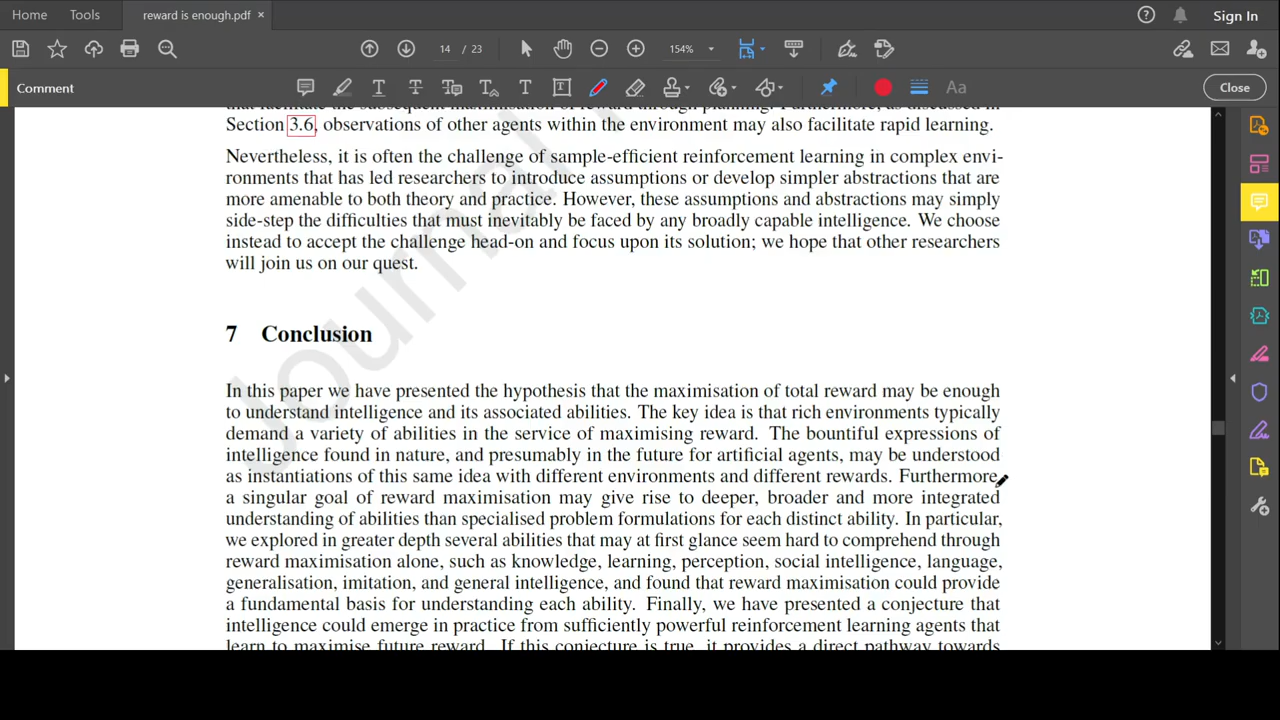 Home Tools reward is enough.pdf × Sign In
14 / 23 154%
Comment Close
that facilitate the subsequent maximisation of reward through planning. Furthermore, as discussed in
Section 3.6, observations of other agents within the environment may also facilitate rapid learning.
Nevertheless, it is often the challenge of sample-efficient reinforcement learning in complex envi-
ronments that has led researchers to introduce assumptions or develop simpler abstractions that are
more amenable to both theory and practice. However, these assumptions and abstractions may simply
side-step the difficulties that must inevitably be faced by any broadly capable intelligence. We choose
instead to accept the challenge head-on and focus upon its solution; we hope that other researchers
will join us on our quest.
7 Conclusion
In this paper we have presented the hypothesis that the maximisation of total reward may be enough
to understand intelligence and its associated abilities. The key idea is that rich environments typically
demand a variety of abilities in the service of maximising reward. The bountiful expressions of
intelligence found in nature, and presumably in the future for artificial agents, may be understood
as instantiations of this same idea with different environments and different rewards. Furthermore,
a singular goal of reward maximisation may give rise to deeper, broader and more integrated
understanding of abilities than specialised problem formulations for each distinct ability. In particular,
we explored in greater depth several abilities that may at first glance seem hard to comprehend through
reward maximisation alone, such as knowledge, learning, perception, social intelligence, language,
generalisation, imitation, and general intelligence, and found that reward maximisation could provide
a fundamental basis for understanding each ability. Finally, we have presented a conjecture that
intelligence could emerge in practice from sufficiently powerful reinforcement learning agents that
learn to maximise future reward. If this conjecture is true, it provides a direct pathway towards
Journal